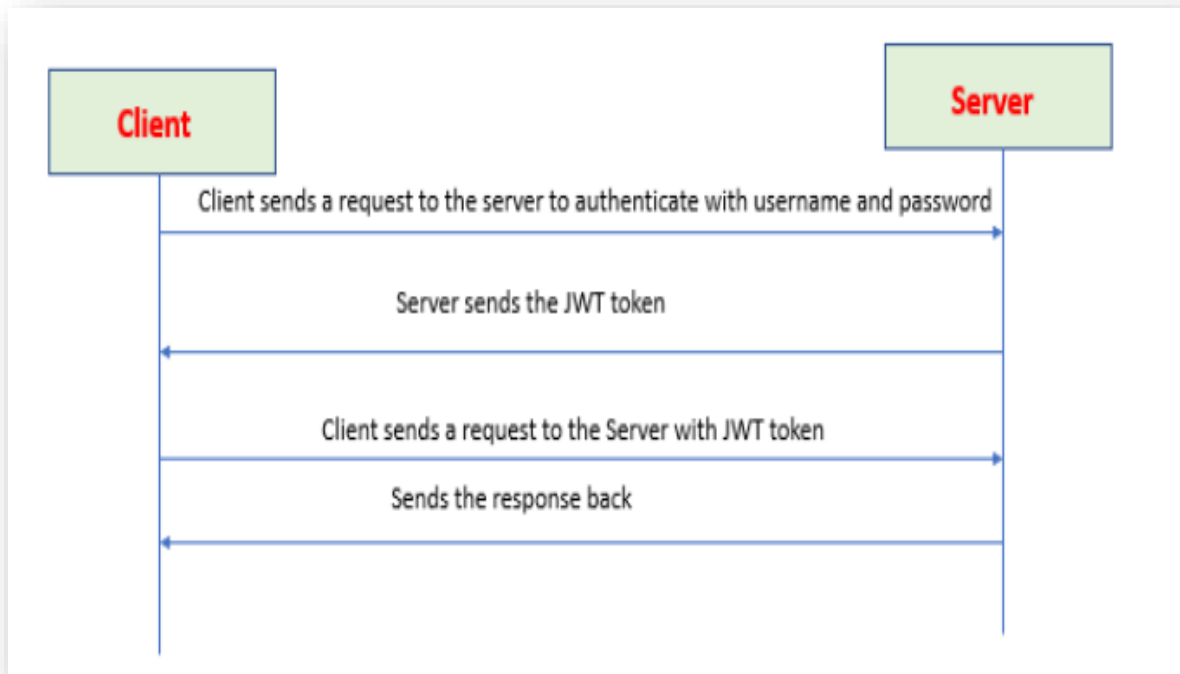 Client
Server
Client sends a request to the server to authenticate with username and password
Server sends the JWT token
Client sends a request to the Server with JWT token
Sends the response back